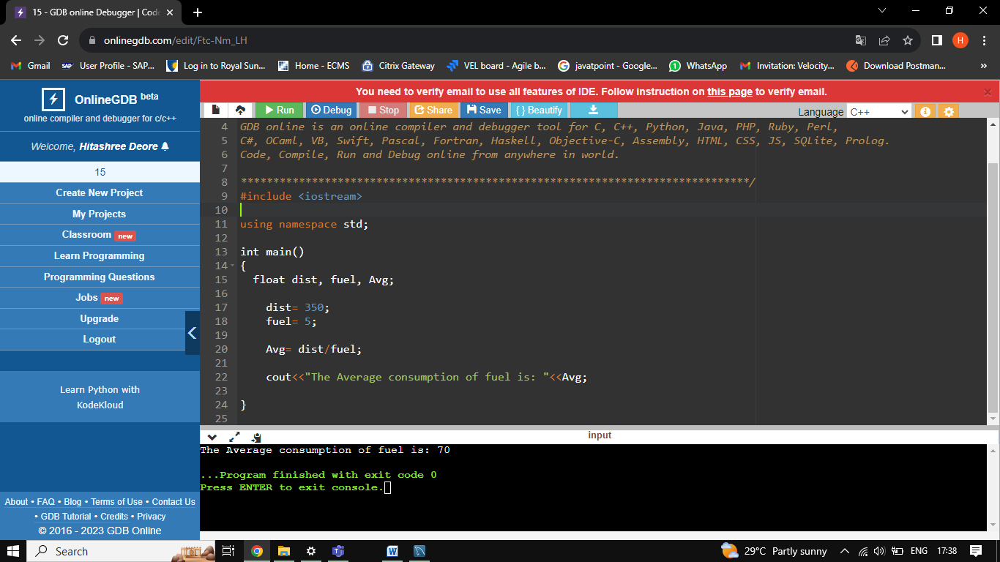 15 - GDB online Debugger | Code
onlinegdb.com/edit/Ftc-Nm_LH
H
Gmail
SAP User Profile - SAP...
Log in to Royal Sun...
Home - ECMS
Citrix Gateway
VEL board - Agile b...
javatpoint - Google...
1 WhatsApp
Invitation: Velocity...
Download Postman...
»
OnlineGDB beta
online compiler and debugger for c/c++
Welcome, Hitashree Deore
15
Create New Project
My Projects
Classroom new
Learn Programming
Programming Questions
Jobs new
Upgrade
Logout
Learn Python with
KodeKloud
About • FAQ • Blog • Terms of Use • Contact Us
• GDB Tutorial • Credits • Privacy
© 2016 - 2023 GDB Online
You need to verify email to use all features of IDE. Follow instruction on this page to verify email.
Run Debug Stop Share Save { } Beautify
Language C++
4 GDB online is an online compiler and debugger tool for C, C++, Python, Java, PHP, Ruby, Perl,
5 C#, OCaml, VB, Swift, Pascal, Fortran, Haskell, Objective-C, Assembly, HTML, CSS, JS, SQLite, Prolog.
6 Code, Compile, Run and Debug online from anywhere in world.
7
8 *******************************************************************************/
9 #include <iostream>
10
11 using namespace std;
12
13 int main()
14 {
15 float dist, fuel, Avg;
16
17 dist= 350;
18 fuel= 5;
19
20 Avg= dist/fuel;
21
22 cout<<"The Average consumption of fuel is: "<<Avg;
23
24 }
25
input
The Average consumption of fuel is: 70
...Program finished with exit code 0
Press ENTER to exit console.
Search
29°C Partly sunny
ENG
17:38